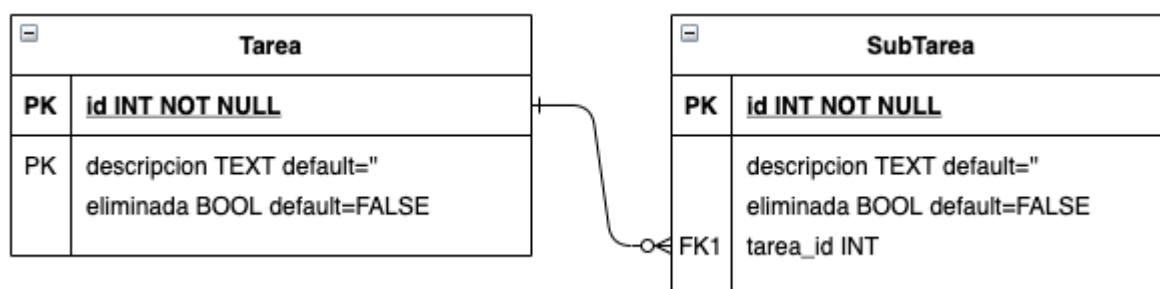 Tarea
PK id INT NOT NULL
PK descripcion TEXT default=''
eliminada BOOL default=FALSE
SubTarea
PK id INT NOT NULL
descripcion TEXT default=''
eliminada BOOL default=FALSE
FK1 tarea_id INT